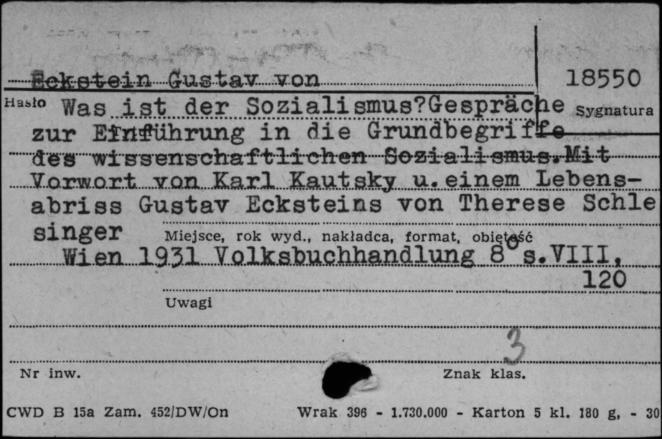 Eckstein Gustav von 18550
Hasło Was ist der Sozialismus?Gespräche Sygnatura
zur Einführung in die Grundbegriffe
des wissenschaftlichen Sozialismus.Mit
Vorwort von Karl Kautsky u.einem Lebens-
abriss Gustav Ecksteins von Therese Schle
singer Miejsce, rok wyd., nakładca, format, objętość
Wien 1931 Volksbuchhandlung 8° s.VIII,
120
Uwagi
3
Nr inw. Znak klas.
CWD B 15a Zam. 452/DW/On Wrak 396 - 1.730.000 - Karton 5 kl. 180 g, - 30